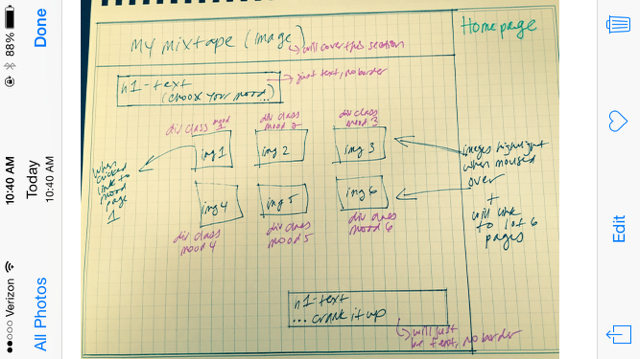 ●●○○○ Verizon
10:40 AM
88%
All Photos
Today
10:40 AM
Done
Edit
Homepage
My mixtape (image)
will cover this section
h1-text
(choose your mood...
just text, no border
div class mood 1
div class
mood 2
div class
mood 3
img 1
img 2
img 3
img 4
img 5
img 6
div class
mood 4
div class
mood 5
div class
mood 6
when
clicked
link to
mood
page
1
images highlight
when moused
over
+
will link
to 1 of 6
pages
h1-text
... crank it up
will just
be text, no border